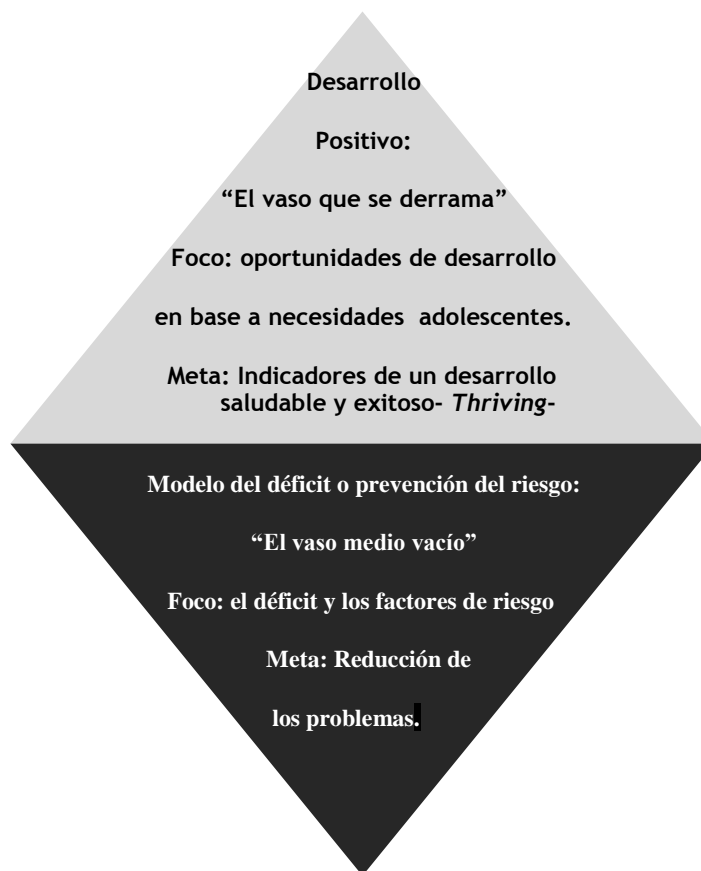 Desarrollo
Positivo:
“El vaso que se derrama”
Foco: oportunidades de desarrollo
en base a necesidades  adolescentes.
Meta: Indicadores de un desarrollo
saludable y exitoso- Thriving-
Modelo del déficit o prevención del riesgo:
“El vaso medio vacío”
Foco: el déficit y los factores de riesgo
Meta: Reducción de
los problemas.